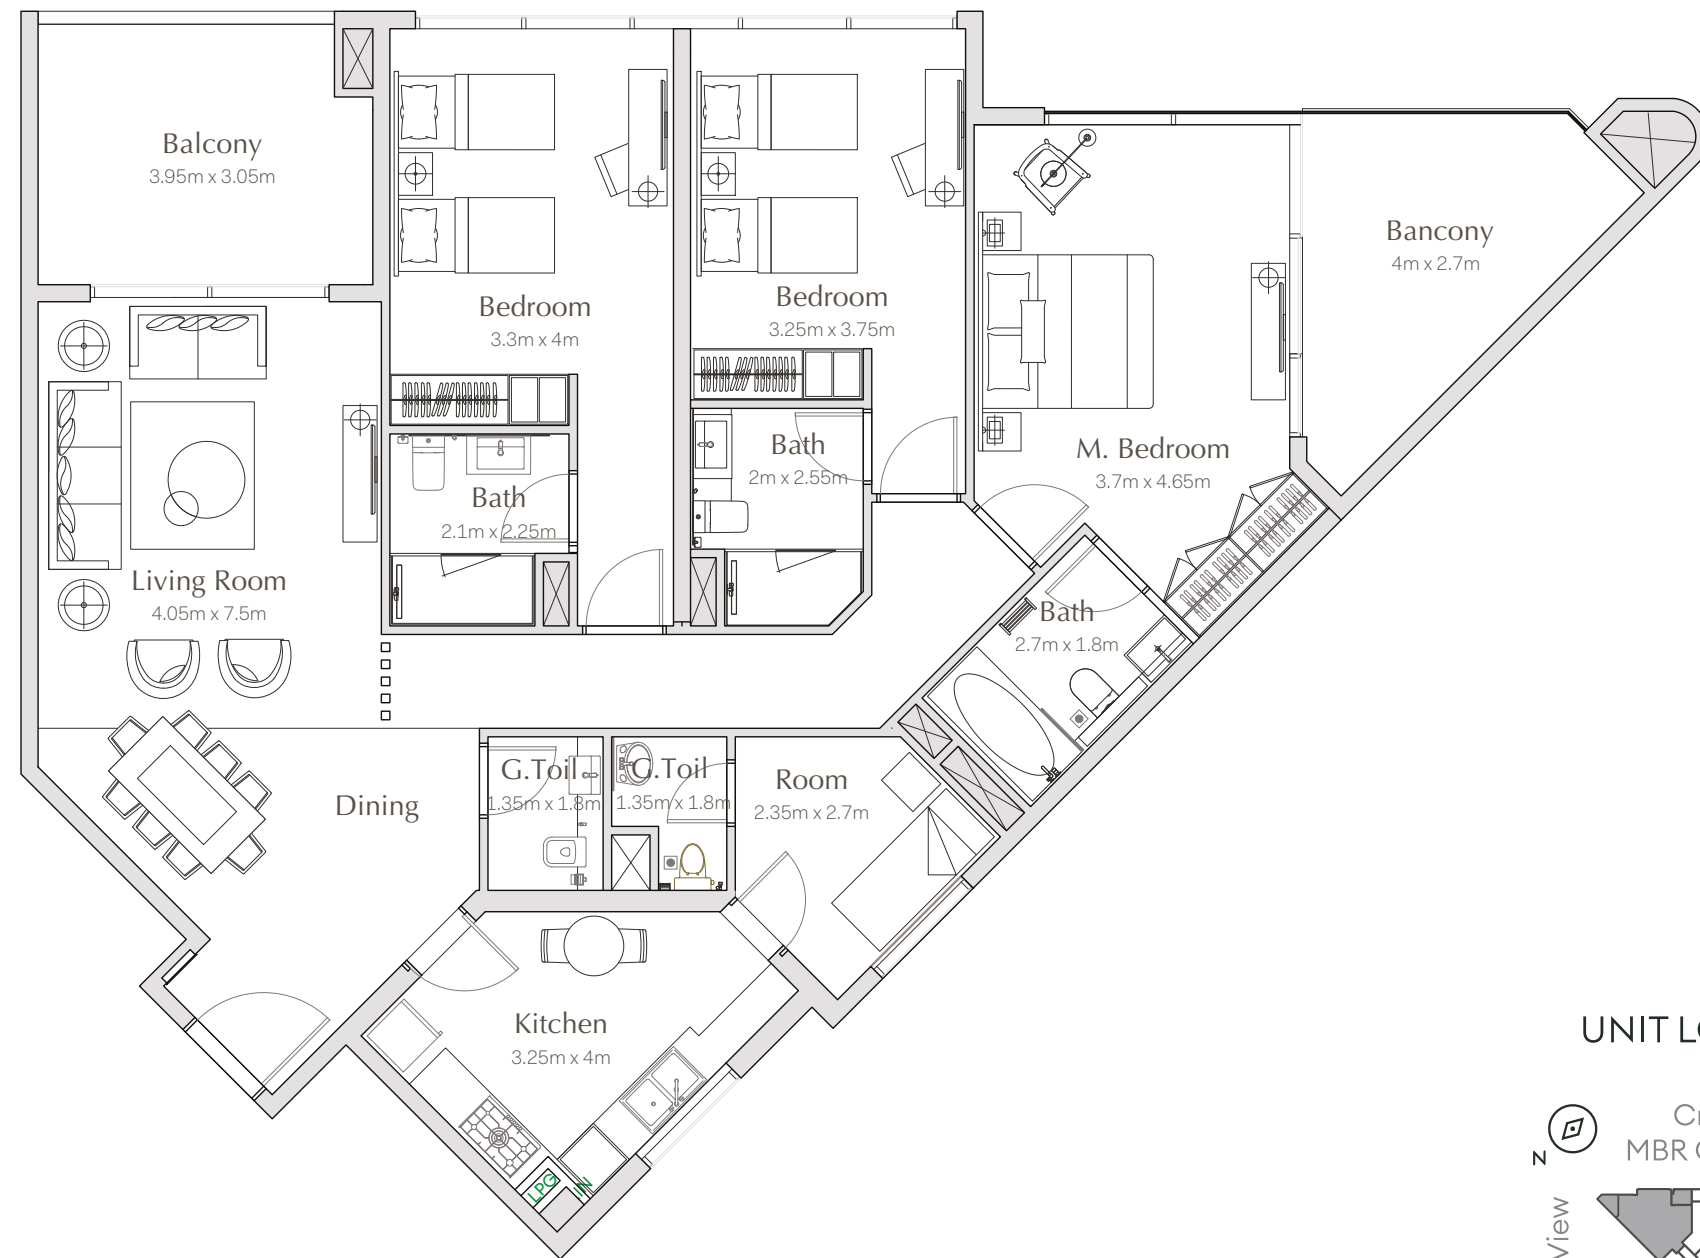 Balcony
3.95m x 3.05m
Bedroom
3.3m x 4m
Bedroom
3.25m x 3.75m
Bancony
4m x 2.7m
M. Bedroom
3.7m x 4.65m
Bath
2.1m x 2.25m
Bath
2m x 2.55m
Living Room
4.05m x 7.5m
Bath
2.7m x 1.8m
Dining
G.Toil
1.35m x 1.8m
G.Toil
1.35m x 1.8m
Room
2.35m x 2.7m
Kitchen
3.25m x 4m
LPG
IN
UNIT
N
MBR
View